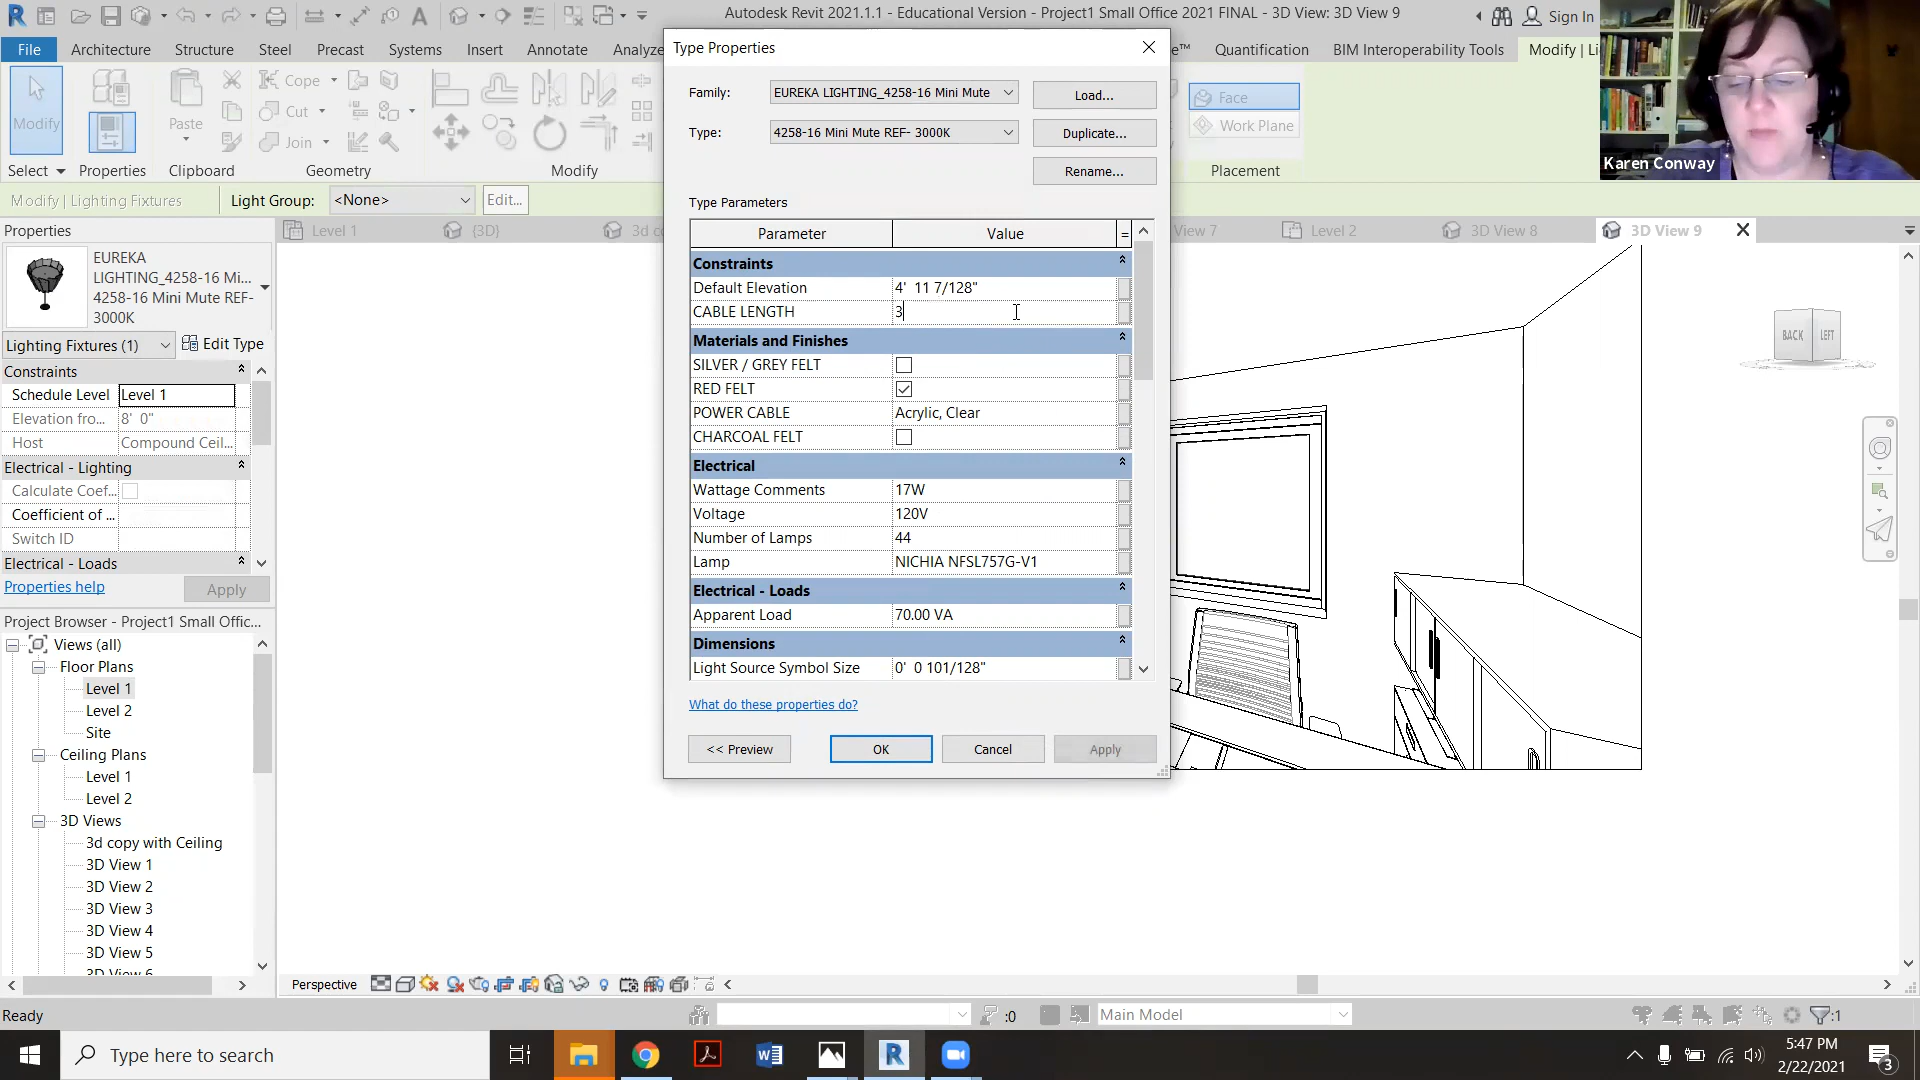 Autodesk Revit 2021.1.1 - Educational Version - Project1 Small Office 2021 FINAL - 3D View: 3D View 9
Sign In
File Architecture Structure Steel Precast Systems Insert Annotate Analyze
Quantification BIM Interoperability Tools Modify | Li
Modify
Paste
Cope
Cut
Join
Face
Work Plane
Select Properties Clipboard Geometry Modify Placement
Karen Conway
Modify | Lighting Fixtures Light Group: <None> Edit...
Level 1 {3D} 3d co View 7 Level 2 3D View 8 3D View 9
Properties
EUREKA
LIGHTING_4258-16 Mi...
4258-16 Mini Mute REF-
3000K
Lighting Fixtures (1) Edit Type
Constraints
Schedule Level Level 1
Elevation fro... 8' 0"
Host Compound Ceil...
Electrical - Lighting
Calculate Coef...
Coefficient of ...
Switch ID
Electrical - Loads
Properties help Apply
Project Browser - Project1 Small Offic...
Views (all)
Floor Plans
Level 1
Level 2
Site
Ceiling Plans
Level 1
Level 2
3D Views
3d copy with Ceiling
3D View 1
3D View 2
3D View 3
3D View 4
3D View 5
3D View 6
Type Properties
Family: EUREKA LIGHTING_4258-16 Mini Mute Load...
Type: 4258-16 Mini Mute REF- 3000K Duplicate...
Rename...
Type Parameters
Parameter Value =
Constraints
Default Elevation 4' 11 7/128"
CABLE LENGTH 3
Materials and Finishes
SILVER / GREY FELT
RED FELT
POWER CABLE Acrylic, Clear
CHARCOAL FELT
Electrical
Wattage Comments 17W
Voltage 120V
Number of Lamps 44
Lamp NICHIA NFSL757G-V1
Electrical - Loads
Apparent Load 70.00 VA
Dimensions
Light Source Symbol Size 0' 0 101/128"
What do these properties do?
<< Preview OK Cancel Apply
BACK LEFT
Perspective
Ready
:0
Main Model
:1
Type here to search
5:47 PM
2/22/2021
3